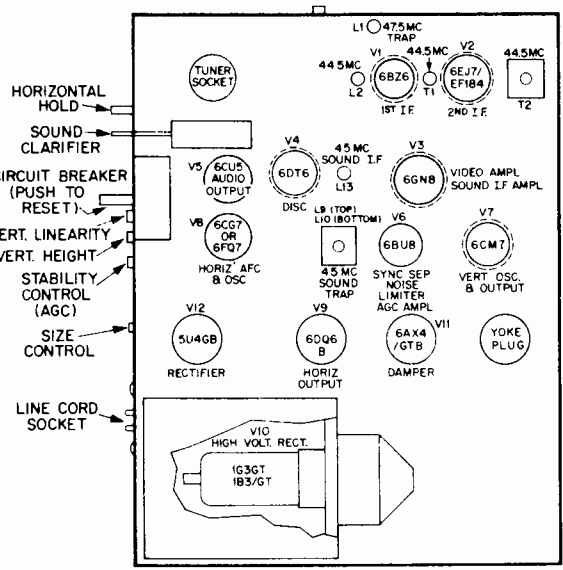 L1 47.5MC
TRAP
V1
44.5MC
V2
44.5MC
44.5MC
TUNER
SOCKET
6BZ6
6EJ7/
EF184
L2
1ST I.F.
T1
2ND I.F.
T2
HORIZONTAL
HOLD
SOUND
CLARIFIER
CIRCUIT BREAKER
(PUSH TO
RESET)
VERT. LINEARITY
VERT. HEIGHT
STABILITY
CONTROL
(AGC)
SIZE
CONTROL
LINE CORD
SOCKET
V5
6CU5
AUDIO
OUTPUT
V4
6DT6
DISC
4.5 MC
SOUND I.F.
L13
V3
6GN8
VIDEO AMPL
SOUND I.F AMPL
V8
6CG7
OR
6FQ7
HORIZ AFC
& OSC
L9 (TOP)
L10 (BOTTOM)
4.5 MC
SOUND
TRAP
V6
6BU8
SYNC SEP
NOISE
LIMITER
AGC AMPL
V7
6CM7
VERT OSC.
& OUTPUT
V12
5U4GB
RECTIFIER
V9
6DQ6
B
HORIZ
OUTPUT
6AX4
/GTB
V11
DAMPER
YOKE
PLUG
V10
HIGH VOLT. RECT.
1G3GT
1B3/GT